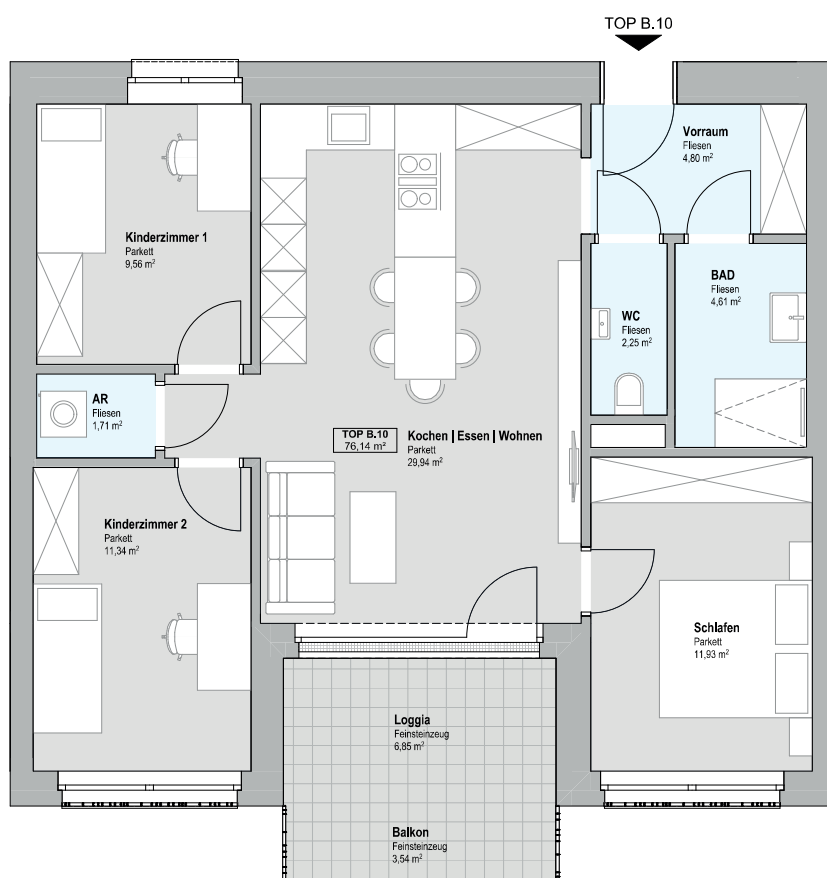 TOP B.10
Vorraum
Fliesen
4,80 m²
Kinderzimmer 1
Parkett
9,56 m²
BAD
Fliesen
4,61 m²
WC
Fliesen
2,25 m²
AR
Fliesen
1,71 m²
TOP B.10
76,14 m²
Kochen | Essen | Wohnen
Parkett
29,94 m²
Kinderzimmer 2
Parkett
11,34 m²
Schlafen
Parkett
11,93 m²
Loggia
Feinsteinzeug
6,85 m²
Balkon
Feinsteinzeug
3,54 m²